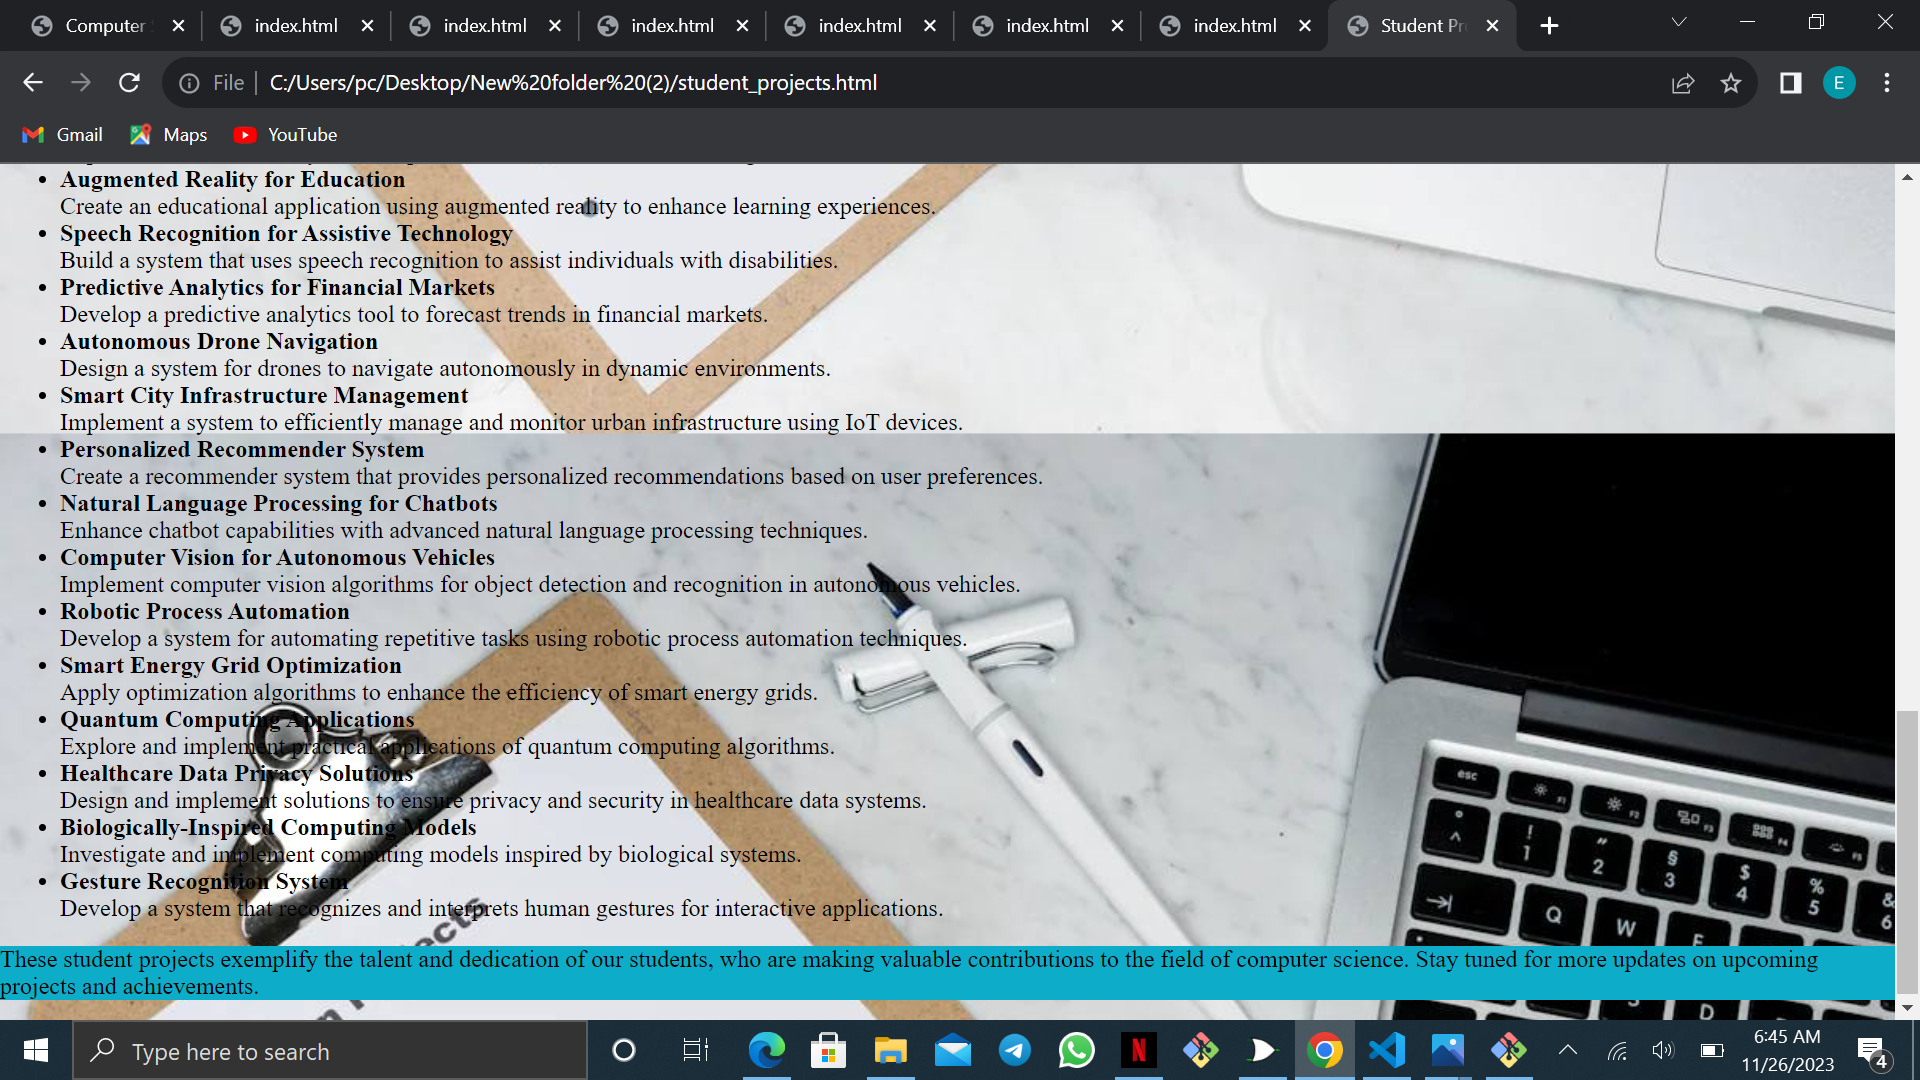 Computer
index.html
index.html
index.html
index.html
index.html
index.html
Student Pr
File
C:/Users/pc/Desktop/New%20folder%20(2)/student_projects.html
E
Gmail
Maps
YouTube
• Augmented Reality for Education
Create an educational application using augmented reality to enhance learning experiences.
• Speech Recognition for Assistive Technology
Build a system that uses speech recognition to assist individuals with disabilities.
• Predictive Analytics for Financial Markets
Develop a predictive analytics tool to forecast trends in financial markets.
• Autonomous Drone Navigation
Design a system for drones to navigate autonomously in dynamic environments.
• Smart City Infrastructure Management
Implement a system to efficiently manage and monitor urban infrastructure using IoT devices.
• Personalized Recommender System
Create a recommender system that provides personalized recommendations based on user preferences.
• Natural Language Processing for Chatbots
Enhance chatbot capabilities with advanced natural language processing techniques.
• Computer Vision for Autonomous Vehicles
Implement computer vision algorithms for object detection and recognition in autonomous vehicles.
• Robotic Process Automation
Develop a system for automating repetitive tasks using robotic process automation techniques.
• Smart Energy Grid Optimization
Apply optimization algorithms to enhance the efficiency of smart energy grids.
• Quantum Computing Applications
Explore and implement practical applications of quantum computing algorithms.
• Healthcare Data Privacy Solutions
Design and implement solutions to ensure privacy and security in healthcare data systems.
• Biologically-Inspired Computing Models
Investigate and implement computing models inspired by biological systems.
• Gesture Recognition System
Develop a system that recognizes and interprets human gestures for interactive applications.
esc F1 F2 F3 F4 F5
! 1 " 2 § 3 $ 4 % 5 & 6
Q W E
D
These student projects exemplify the talent and dedication of our students, who are making valuable contributions to the field of computer science. Stay tuned for more updates on upcoming
projects and achievements.
Type here to search
N
6:45 AM
11/26/2023
4